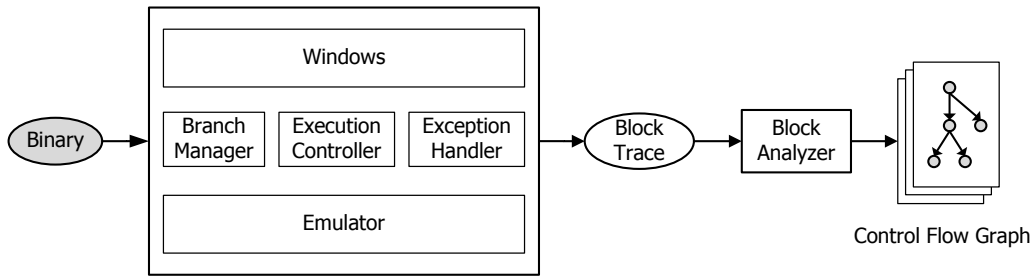 Windows
Binary
Branch
Manager
Execution
Controller
Exception
Handler
Emulator
Block
Trace
Block
Analyzer
Control Flow Graph